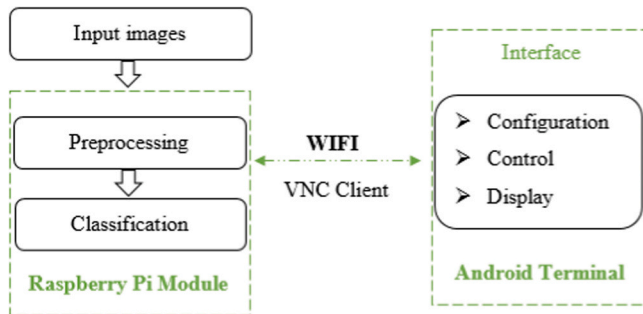 Input images
Preprocessing
Classification
Raspberry Pi Module
WIFI
VNC Client
Interface
➤ Configuration
➤ Control
➤ Display
Android Terminal